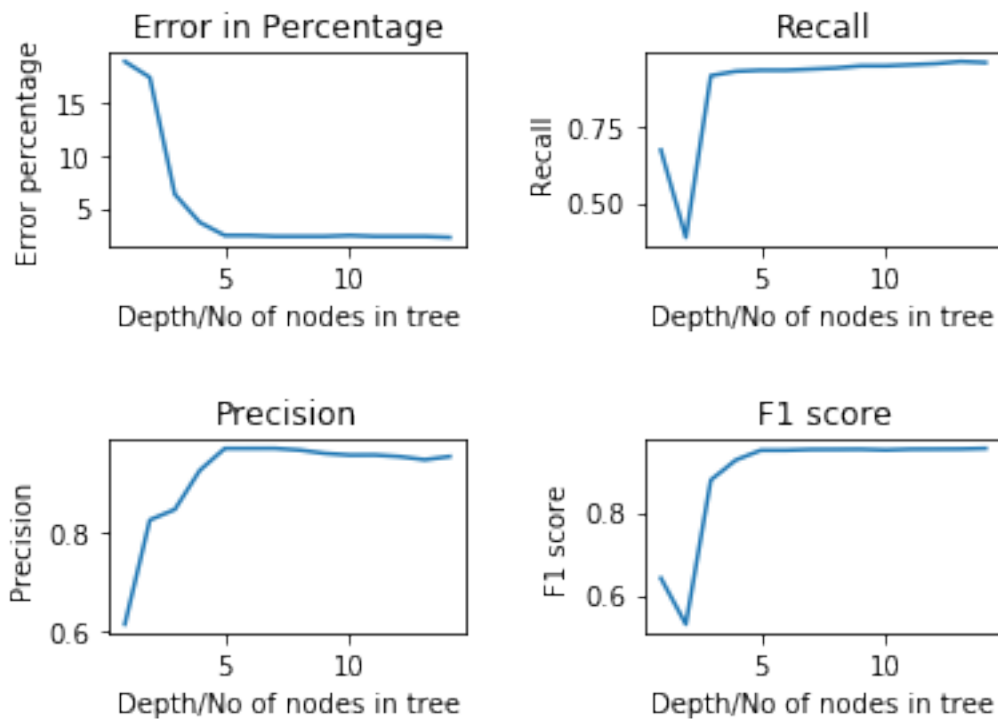 Error in Percentage
Error percentage
15
10
5
5 10
Depth/No of nodes in tree
Recall
Recall
0.75
0.50
5 10
Depth/No of nodes in tree
Precision
Precision
0.8
0.6
5 10
Depth/No of nodes in tree
F1 score
F1 score
0.8
0.6
5 10
Depth/No of nodes in tree